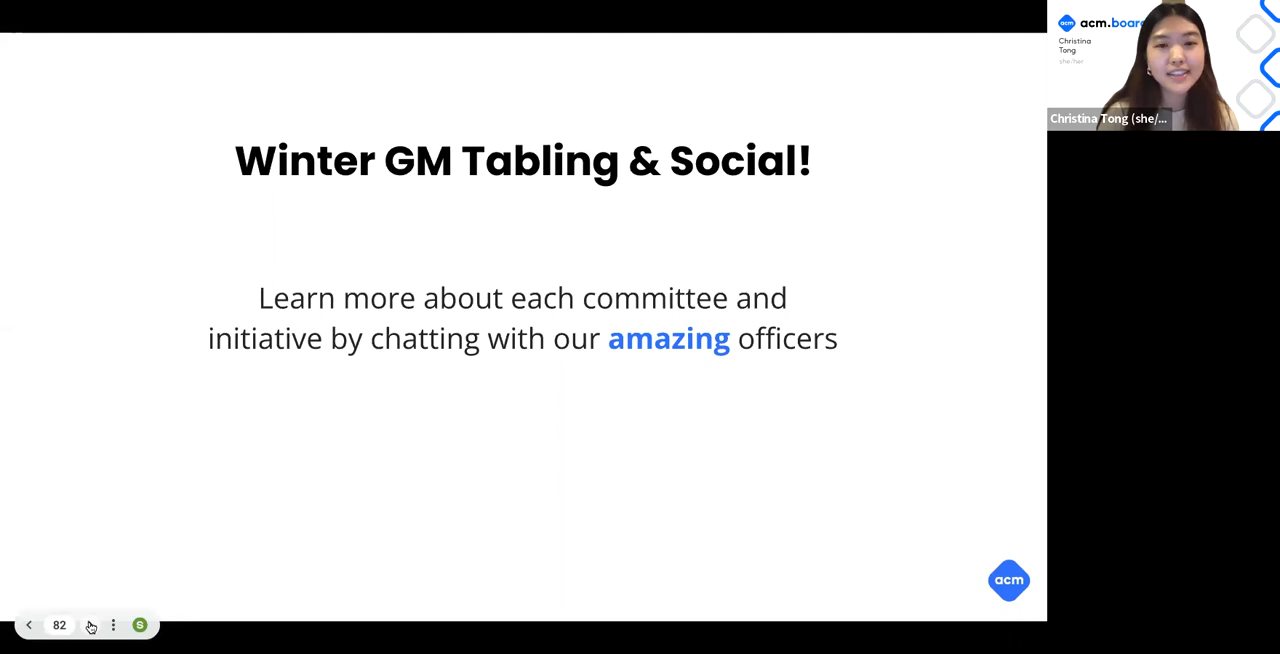 Winter GM Tabling & Social!
Learn more about each committee and
initiative by chatting with our amazing officers
acm
82
S
acm.board
Christina
Tong
she/her
Christina Tong (she/...